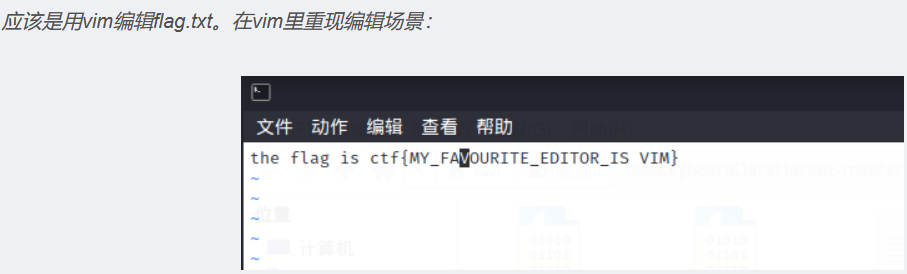 应该是用vim编辑flag.txt。在vim里重现编辑场景：
文件 动作 编辑 查看 帮助
the flag is ctf{MY_FAVOURITE_EDITOR_IS VIM}
~
~
~
~
~
位置
计算机